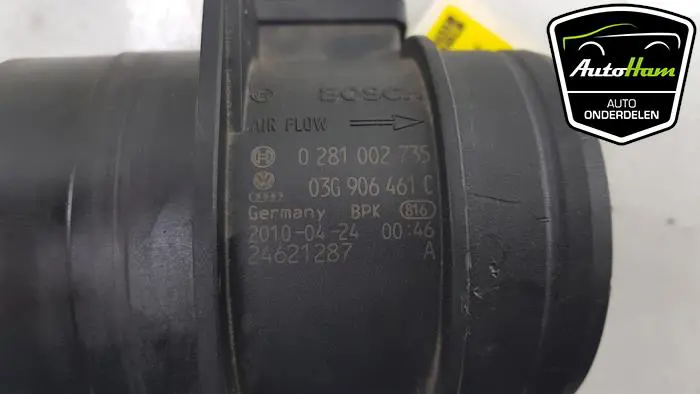 AutoHam
AUTO
ONDERDELEN
BOSCH
AIR FLOW
0 281 002 735
03G 906 461 C
Germany BPK 816
2010-04-24 00:46
24621287 A